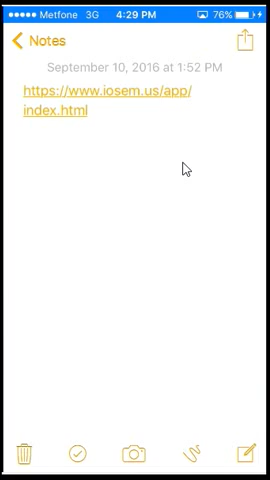 Metfone 3G 4:29 PM 76%
Notes
September 10, 2016 at 1:52 PM
https://www.iosem.us/app/
index.html